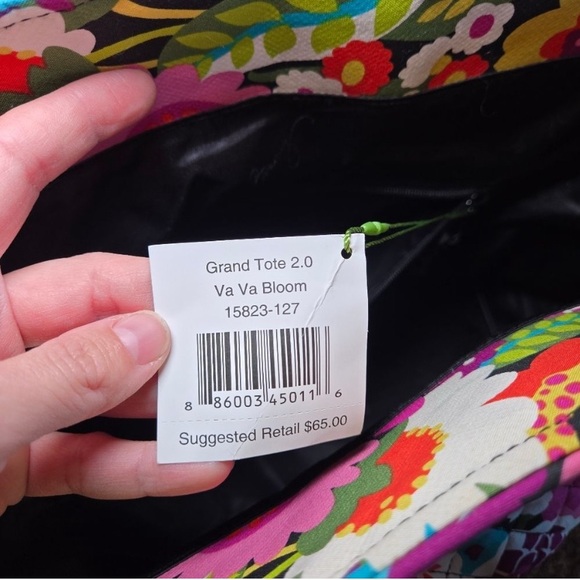 Grand Tote 2.0
Va Va Bloom
15823-127
8 86003 45011 6
Suggested Retail $65.00